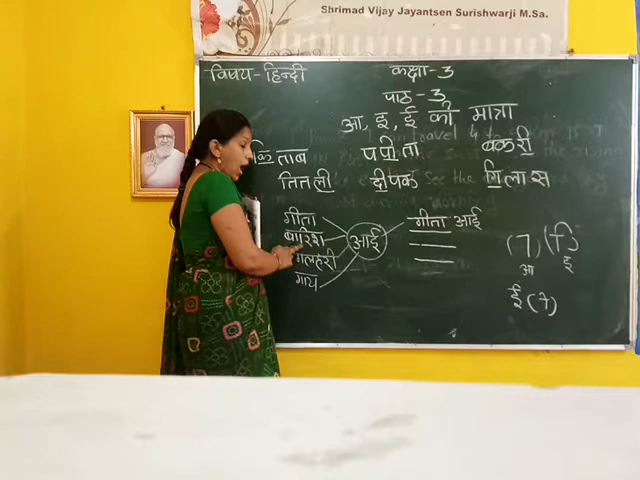 Shrimad Vijay Jayantsen Surishwarji M.Sa.
विषय-हिन्दी
कक्षा-3
पाठ-3
आ, इ, ई की मात्रा
किताब पपीता बकरी
तितली दीपक गिलास
गीता
बारिश
गिलहरी
गाय
आई
गीता आई
(ा) (ि)
आ इ
ई (ी)